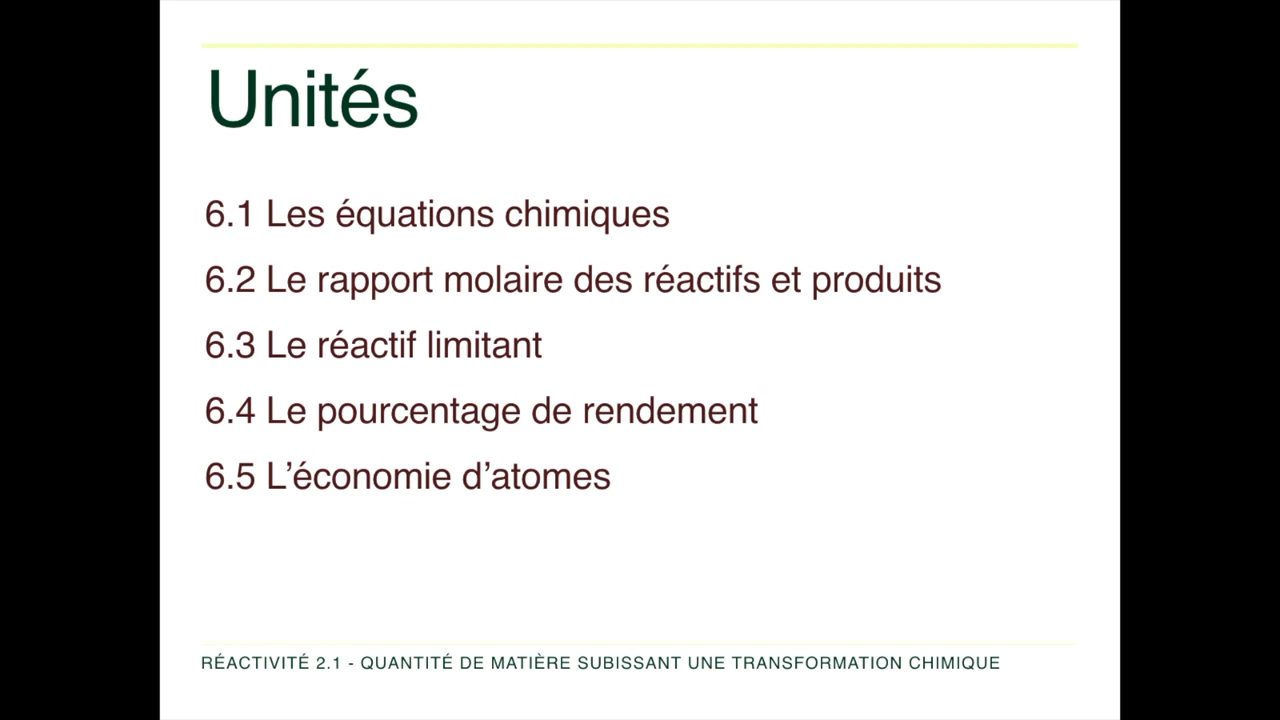 Unités
6.1 Les équations chimiques
6.2 Le rapport molaire des réactifs et produits
6.3 Le réactif limitant
6.4 Le pourcentage de rendement
6.5 L’économie d’atomes
RÉACTIVITÉ 2.1 - QUANTITÉ DE MATIÈRE SUBISSANT UNE TRANSFORMATION CHIMIQUE